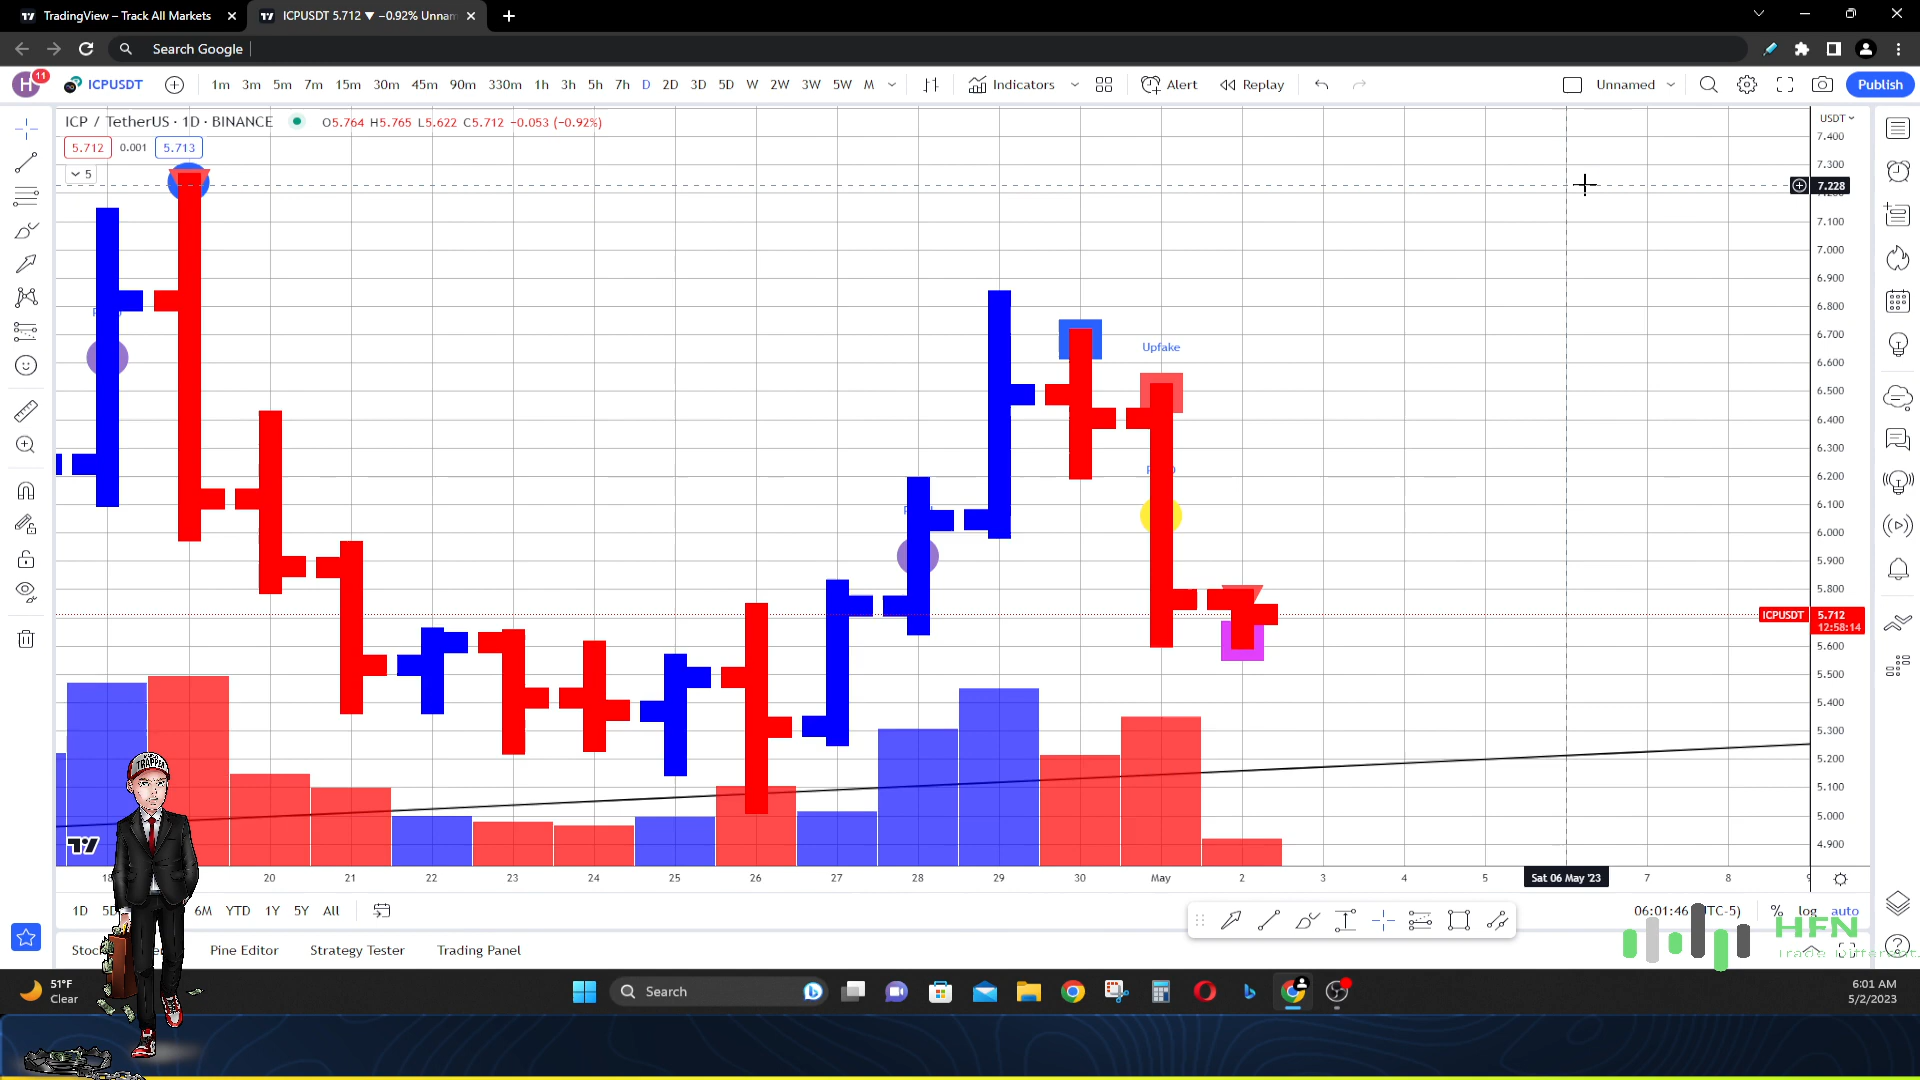 TradingView – Track All Markets
ICPUSDT 5.712 ▼ −0.92% Unnam
Search Google
H 11
ICPUSDT
1m 3m 5m 7m 15m 30m 45m 90m 330m 1h 3h 5h 7h D 2D 3D 5D W 2W 3W 5W M
Indicators
Alert
Replay
Unnamed
Publish
ICP / TetherUS · 1D · BINANCE
O5.764 H5.765 L5.622 C5.712 −0.053 (−0.92%)
USDT
5.712 0.001 5.713
5
7.400
7.300
7.228
7.100
7.000
6.900
6.800
6.700
6.600
6.500
6.400
6.300
6.200
6.100
6.000
5.900
5.800
ICPUSDT 5.712
12:58:14
5.600
5.500
5.400
5.300
5.200
5.100
5.000
4.900
Upfake
TRAPPER
20 21 22 23 24 25 26 27 28 29 30 May 2 3 4 5 Sat 06 May '23 7 8
1D 6M YTD 1Y 5Y All
06:01:46 % log auto
Pine Editor Strategy Tester Trading Panel
HFN
Trade Different.
51°F
Clear
Search
6:01 AM
5/2/2023